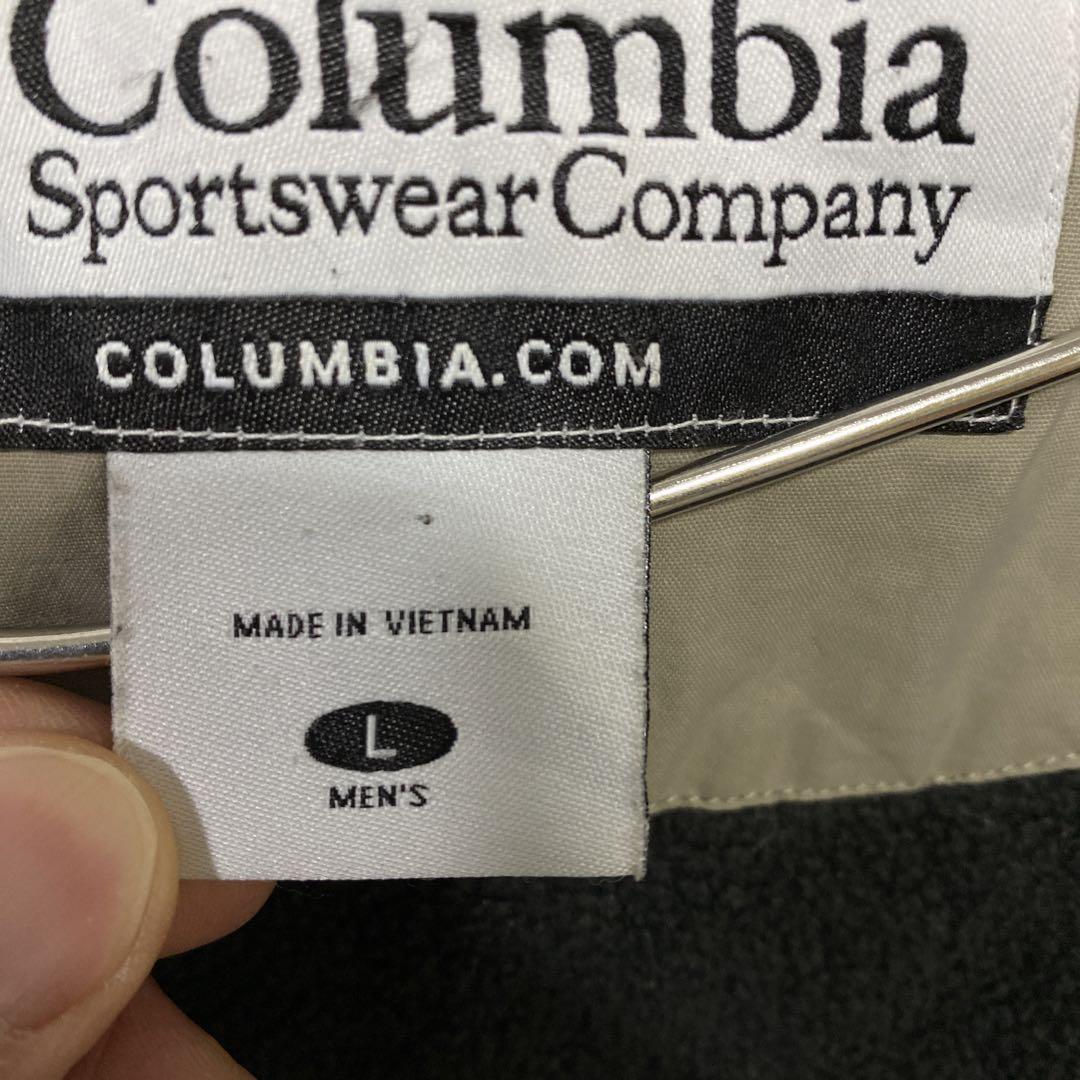 Columbia
Sportswear Company
COLUMBIA.COM
MADE IN VIETNAM
L
MEN'S